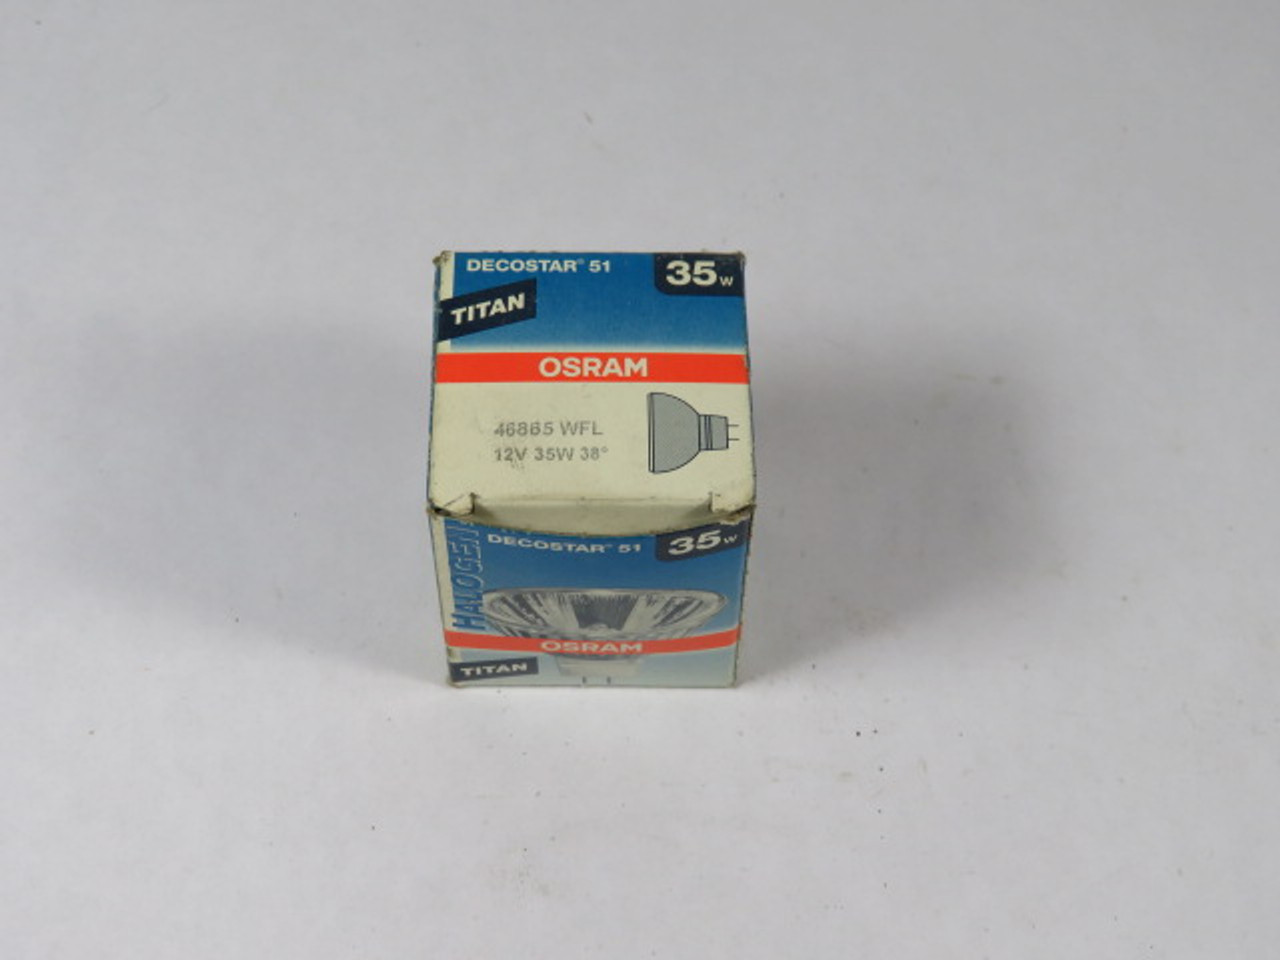 DECOSTAR® 51
35W
TITAN
OSRAM
46865 WFL
12V 35W 38°
HALOGEN
DECOSTAR® 51
35W
OSRAM
TITAN